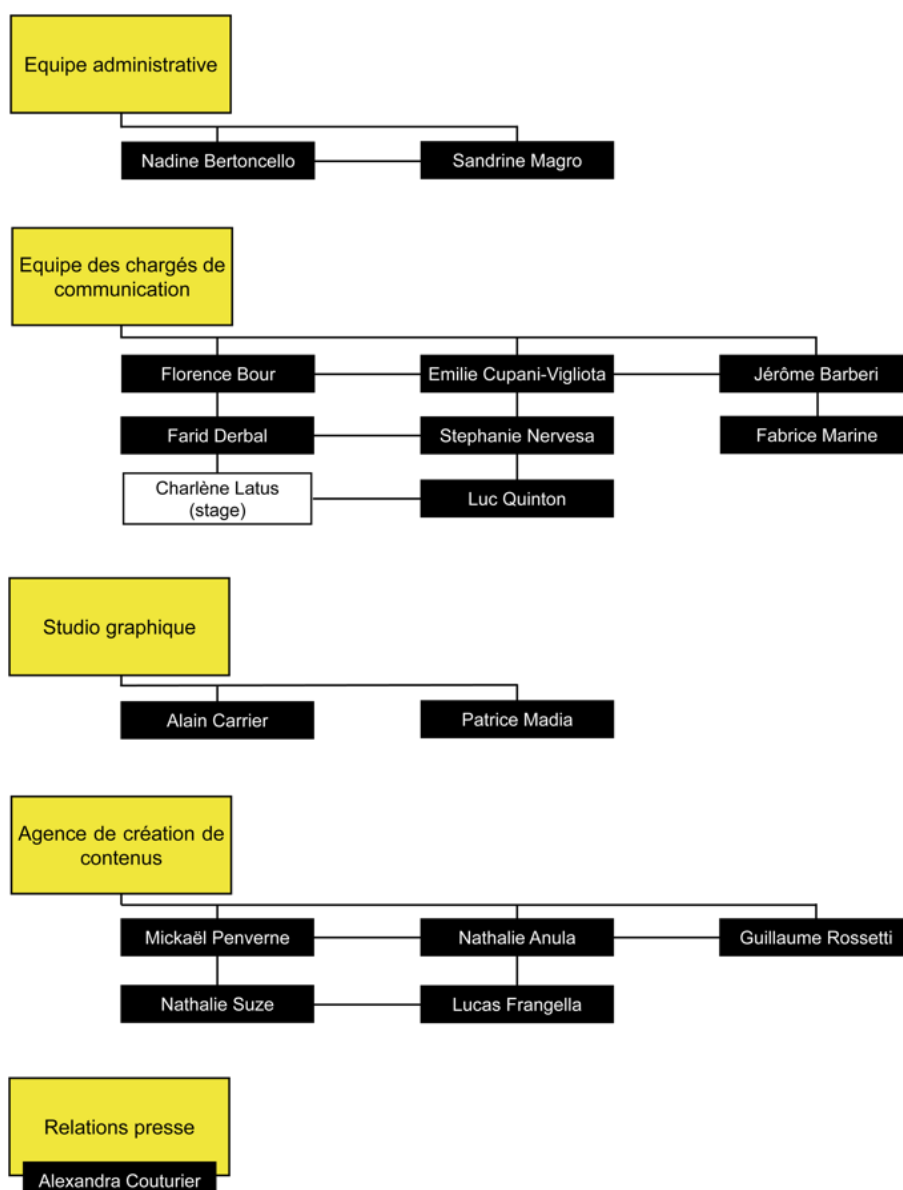 Equipe administrative
Nadine Bertoncello
Sandrine Magro
Equipe des chargés de
communication
Florence Bour
Emilie Cupani-Vigliota
Jérôme Barberi
Farid Derbal
Stephanie Nervesa
Fabrice Marine
Charlène Latus
(stage)
Luc Quinton
Studio graphique
Alain Carrier
Patrice Madia
Agence de création de
contenus
Mickaël Penverne
Nathalie Anula
Guillaume Rossetti
Nathalie Suze
Lucas Frangella
Relations presse
Alexandra Couturier